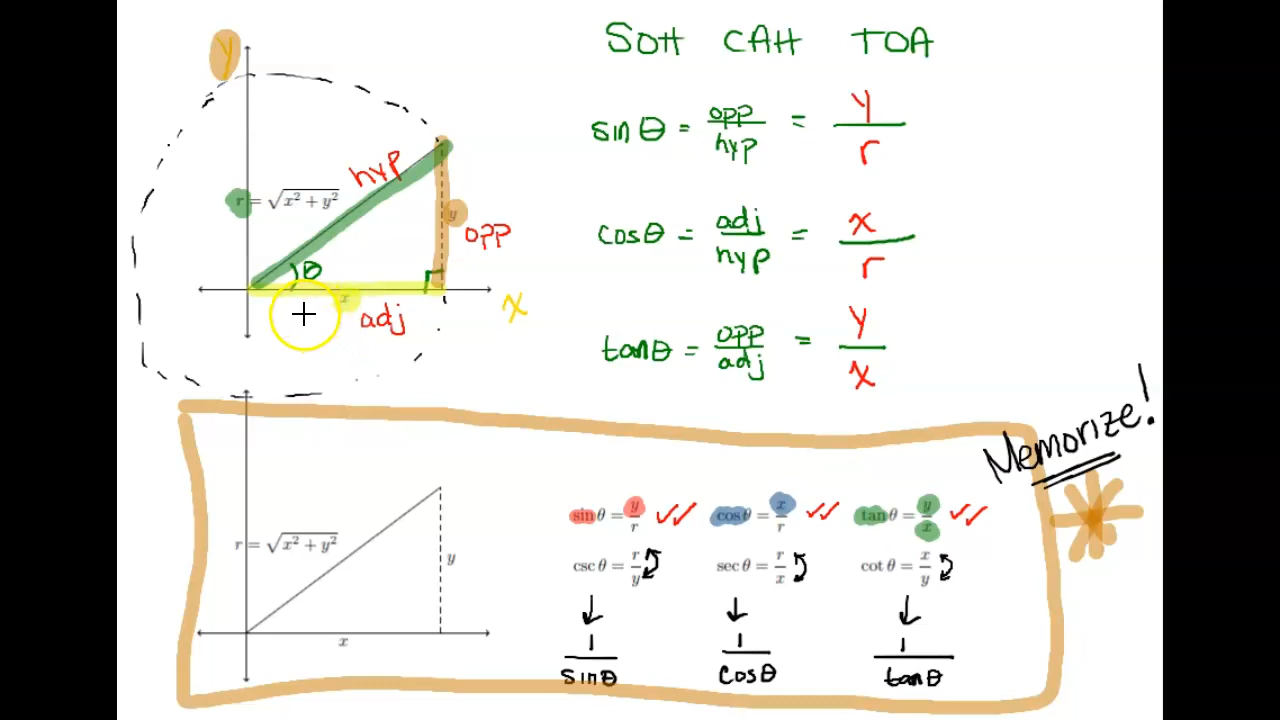 y
SOH CAH TOA
sin θ = opp/hyp = y/r
hyp
r = √x² + y²
y
opp
cos θ = adj/hyp = x/r
θ
x
adj
x
tan θ = opp/adj = y/x
Memorize!
r = √x² + y²
y
x
sin θ = y/r cos θ = x/r tan θ = y/x
csc θ = r/y sec θ = r/x cot θ = x/y
1/sin θ 1/cos θ 1/tan θ